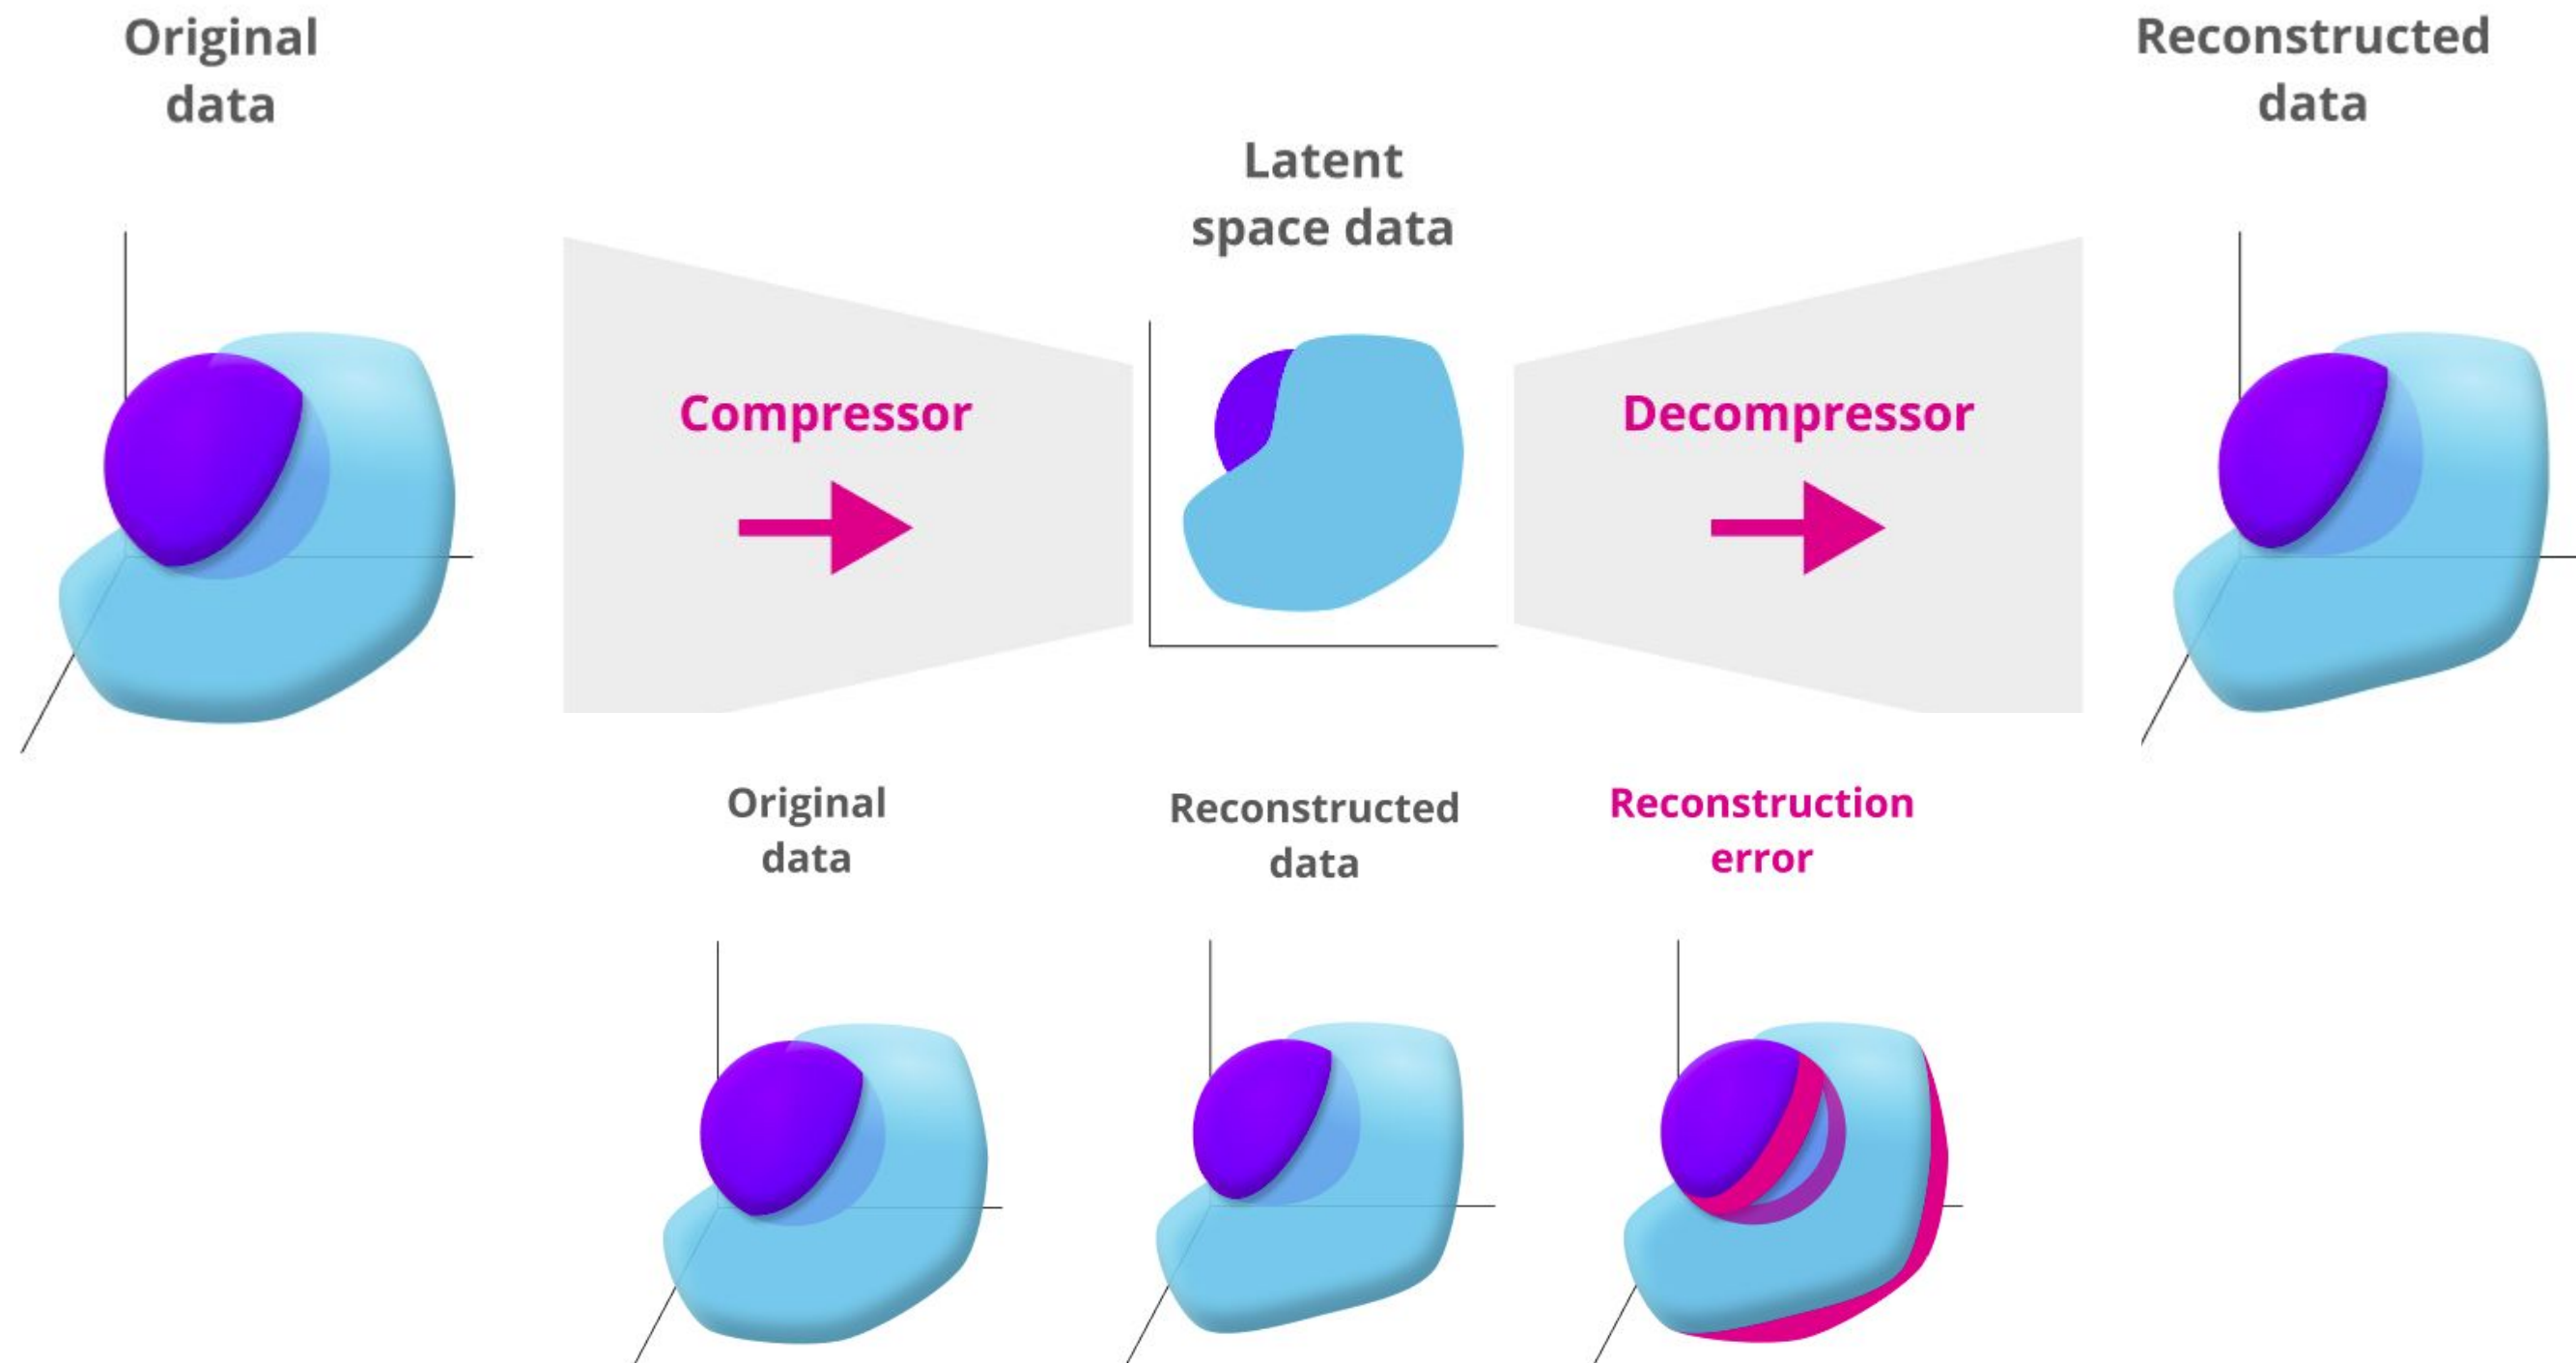 Original
data
Latent
space data
Reconstructed
data
Compressor
Decompressor
Original
data
Reconstructed
data
Reconstruction
error